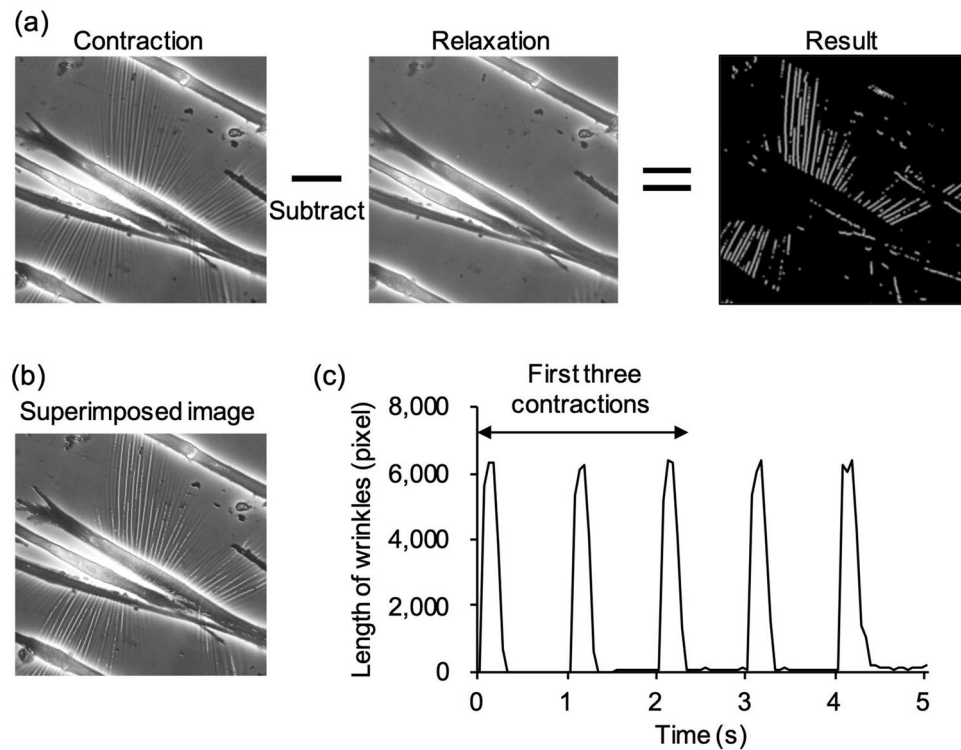 (a)
Contraction
Relaxation
Result
Subtract
(b)
Superimposed image
(c)
First three
contractions
Length of wrinkles (pixel)
8,000
6,000
4,000
2,000
0
0
1
2
3
4
5
Time (s)